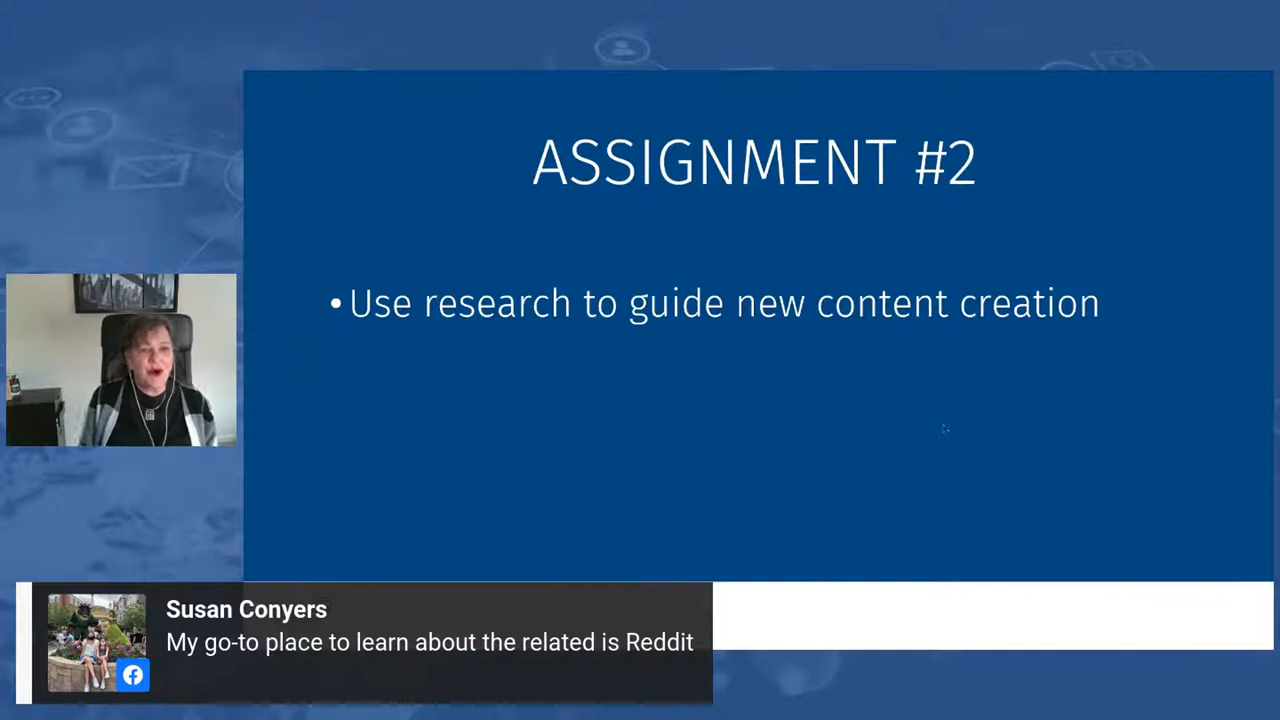 ASSIGNMENT #2
• Use research to guide new content creation
Susan Conyers
My go-to place to learn about the related is Reddit